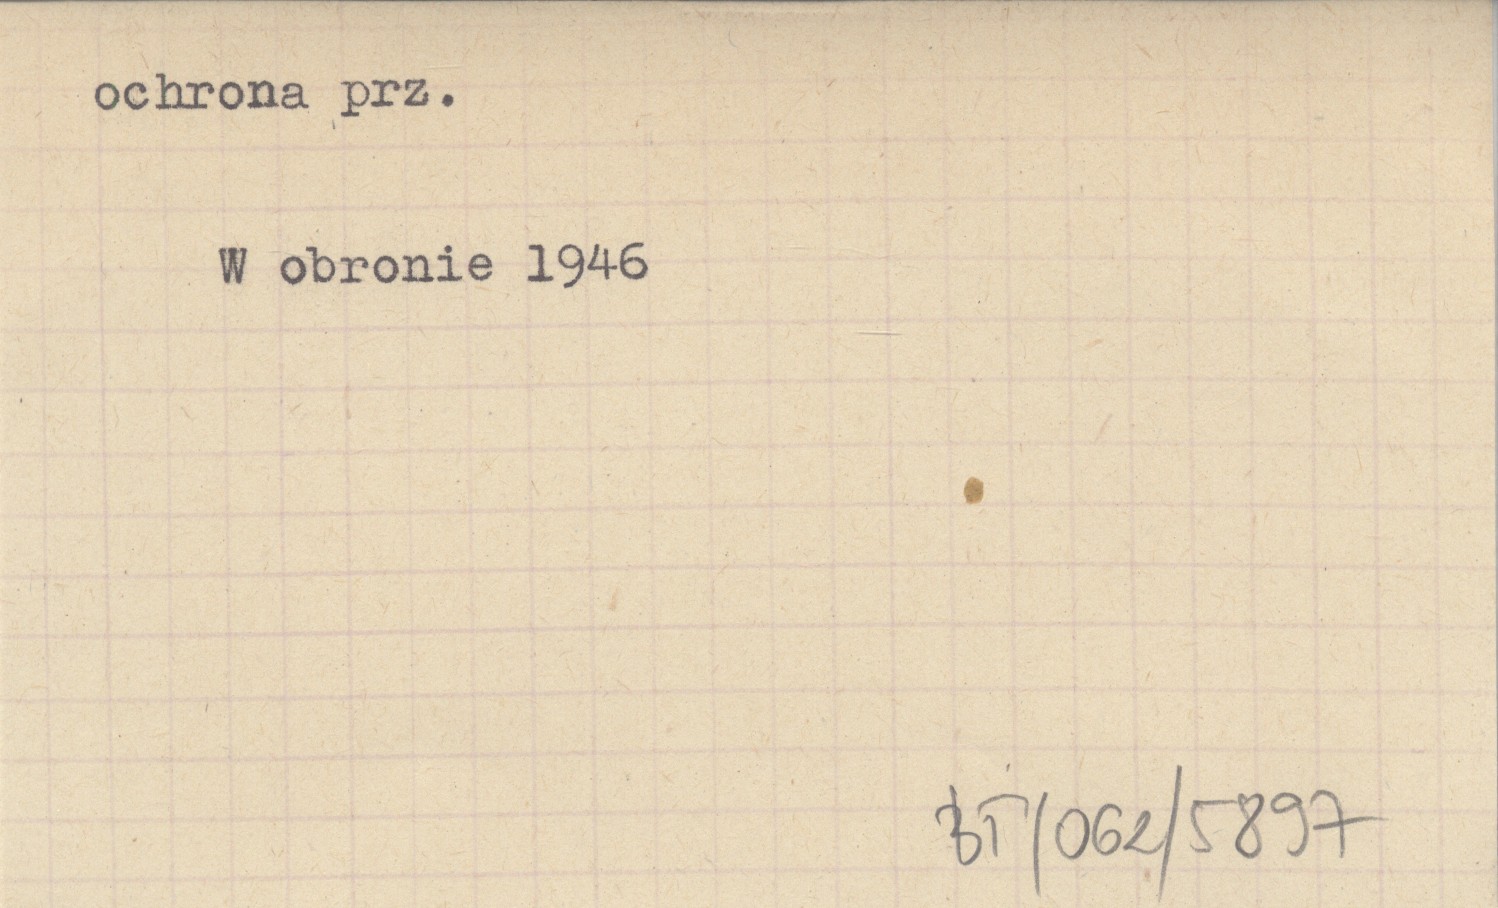 ochrona prz.
W obronie 1946
BT/062/5897